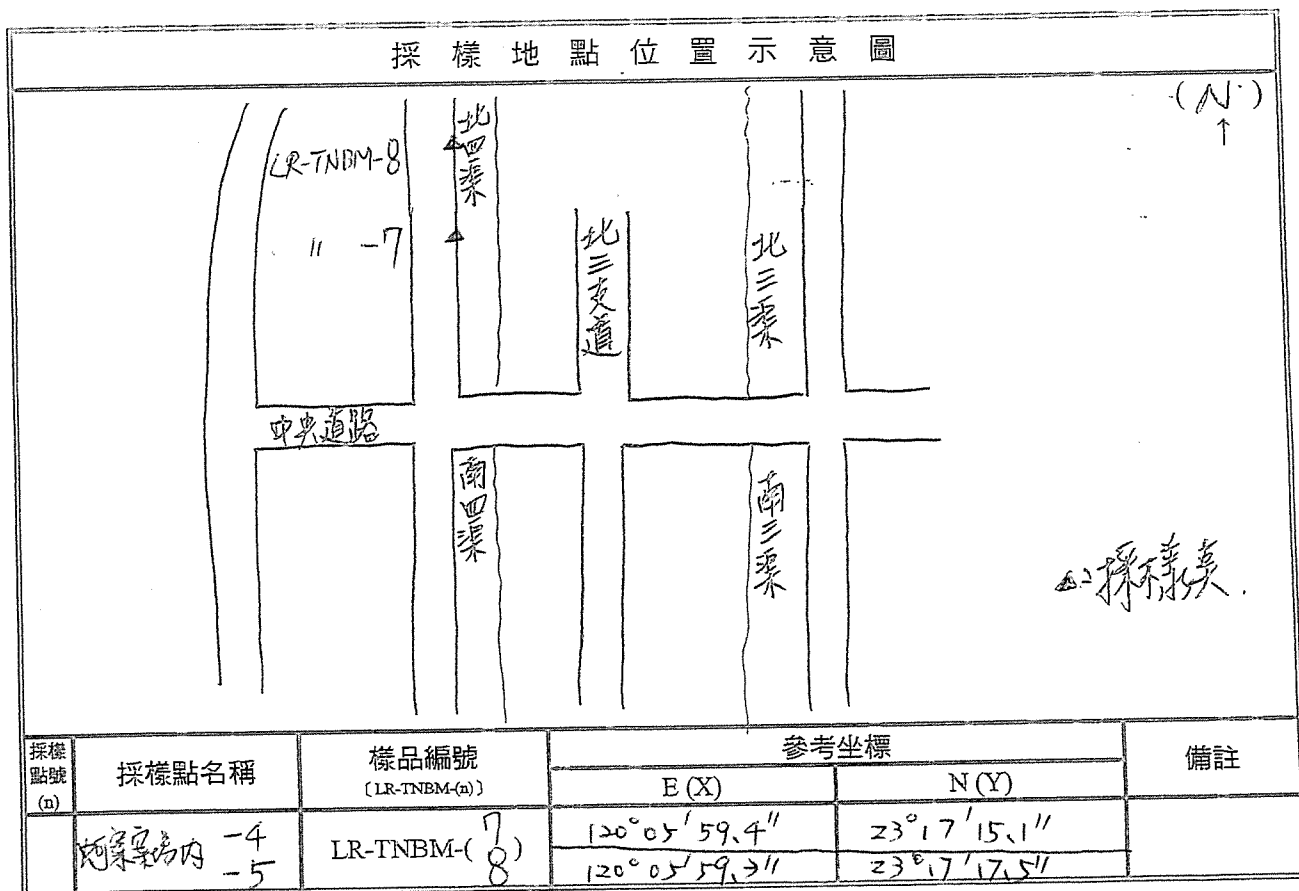 採樣地點位置示意圖
(N)
↑
LR-TNBM-8
〃 -7
北四渠
北三支道
北三渠
中央道路
南四渠
南三渠
△:採樣點.
採樣點號(n)
採樣點名稱
樣品編號
〔LR-TNBM-(n)〕
參考坐標
E (X)
N (Y)
備註
案場內 -4
-5
LR-TNBM-( 7
8 )
120° 05' 59.4"
23° 17' 15.1"
120° 05' 59.3"
23° 17' 17.5"